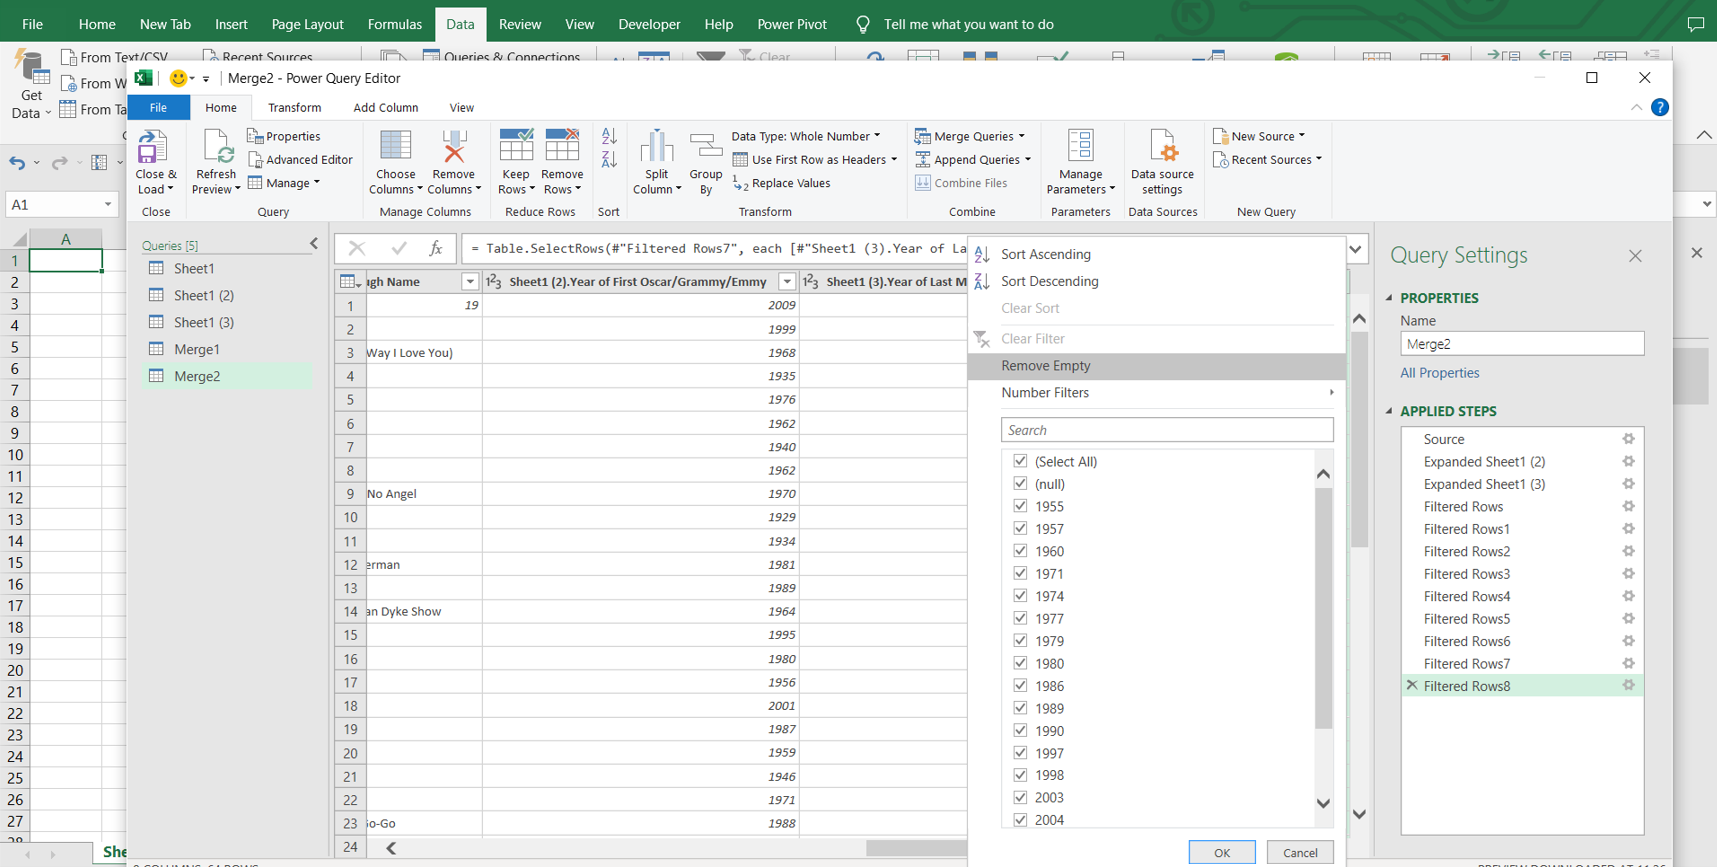 File Home New Tab Insert Page Layout Formulas Data Review View Developer Help Power Pivot Tell me what you want to do
From Text/CSV Recent Sources Queries & Connections Clear
Get
Data
From W
From Ta
Merge2 - Power Query Editor
File Home Transform Add Column View
Close &
Load
Close
Refresh
Preview
Properties
Advanced Editor
Manage
Query
Choose
Columns
Remove
Columns
Manage Columns
Keep
Rows
Remove
Rows
Reduce Rows
Sort
Split
Column
Group
By
Data Type: Whole Number
Use First Row as Headers
Replace Values
Transform
Merge Queries
Append Queries
Combine Files
Combine
Manage
Parameters
Parameters
Data source
settings
Data Sources
New Source
Recent Sources
New Query
A1
A
1
2
3
4
5
6
7
8
9
10
11
12
13
14
15
16
17
18
19
20
21
22
23
24
25
26
27
28
She
Queries [5]
Sheet1
Sheet1 (2)
Sheet1 (3)
Merge1
Merge2
fx = Table.SelectRows(#"Filtered Rows7", each [#"Sheet1 (3).Year of La
ugh Name 123 Sheet1 (2).Year of First Oscar/Grammy/Emmy 123 Sheet1 (3).Year of Last M
1 19 2009
2 1999
3 Way I Love You) 1968
4 1935
5 1976
6 1962
7 1940
8 1962
9 No Angel 1970
10 1929
11 1934
12 erman 1981
13 1989
14 an Dyke Show 1964
15 1995
16 1980
17 1956
18 2001
19 1987
20 1959
21 1946
22 1971
23 Go-Go 1988
24
Sort Ascending
Sort Descending
Clear Sort
Clear Filter
Remove Empty
Number Filters
Search
(Select All)
(null)
1955
1957
1960
1971
1974
1977
1979
1980
1986
1989
1990
1997
1998
2003
2004
OK Cancel
Query Settings
PROPERTIES
Name
Merge2
All Properties
APPLIED STEPS
Source
Expanded Sheet1 (2)
Expanded Sheet1 (3)
Filtered Rows
Filtered Rows1
Filtered Rows2
Filtered Rows3
Filtered Rows4
Filtered Rows5
Filtered Rows6
Filtered Rows7
Filtered Rows8